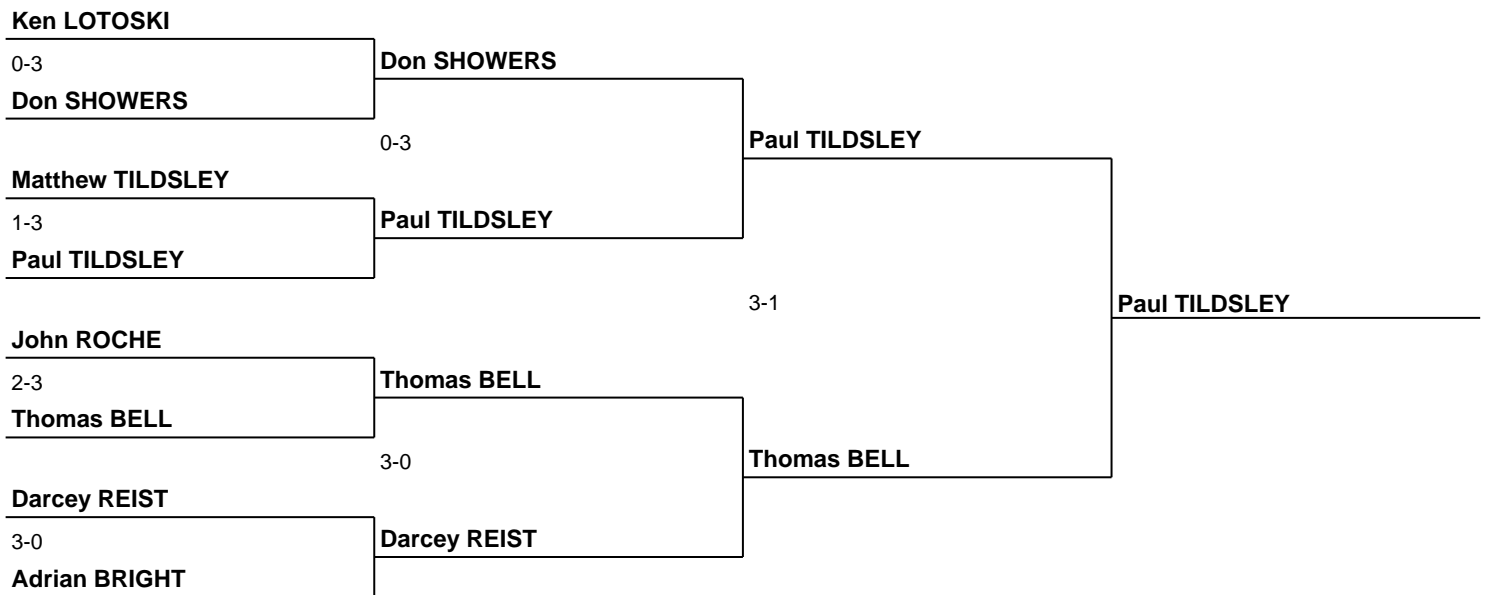 Ken LOTOSKI
0-3
Don SHOWERS
Don SHOWERS
0-3
Paul TILDSLEY
Matthew TILDSLEY
1-3
Paul TILDSLEY
Paul TILDSLEY
3-1
Paul TILDSLEY
John ROCHE
2-3
Thomas BELL
Thomas BELL
3-0
Thomas BELL
Darcey REIST
3-0
Darcey REIST
Adrian BRIGHT